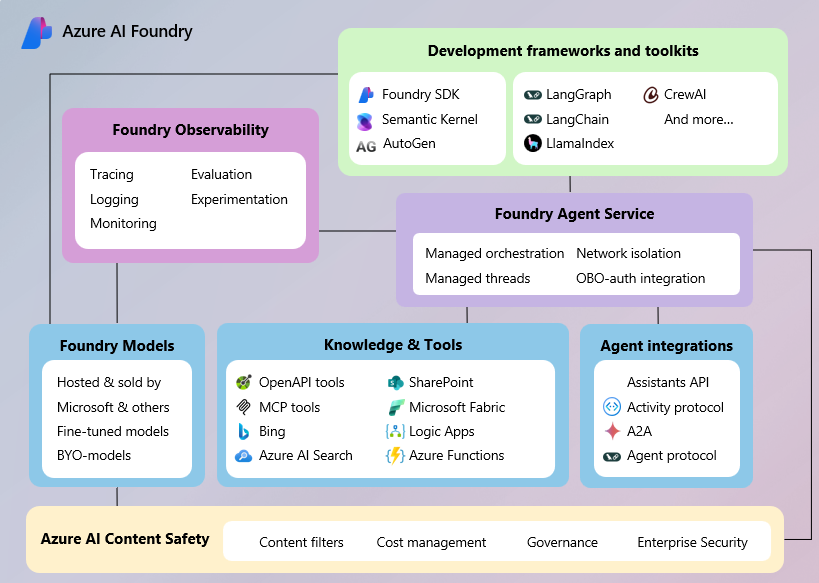 Azure AI Foundry
Development frameworks and toolkits
Foundry SDK
Semantic Kernel
AG AutoGen
LangGraph
LangChain
LlamaIndex
CrewAI
And more...
Foundry Observability
Tracing
Logging
Monitoring
Evaluation
Experimentation
Foundry Agent Service
Managed orchestration
Managed threads
Network isolation
OBO-auth integration
Foundry Models
Hosted & sold by
Microsoft & others
Fine-tuned models
BYO-models
Knowledge & Tools
OpenAPI tools
MCP tools
Bing
Azure AI Search
SharePoint
Microsoft Fabric
Logic Apps
Azure Functions
Agent integrations
Assistants API
Activity protocol
A2A
Agent protocol
Azure AI Content Safety
Content filters
Cost management
Governance
Enterprise Security